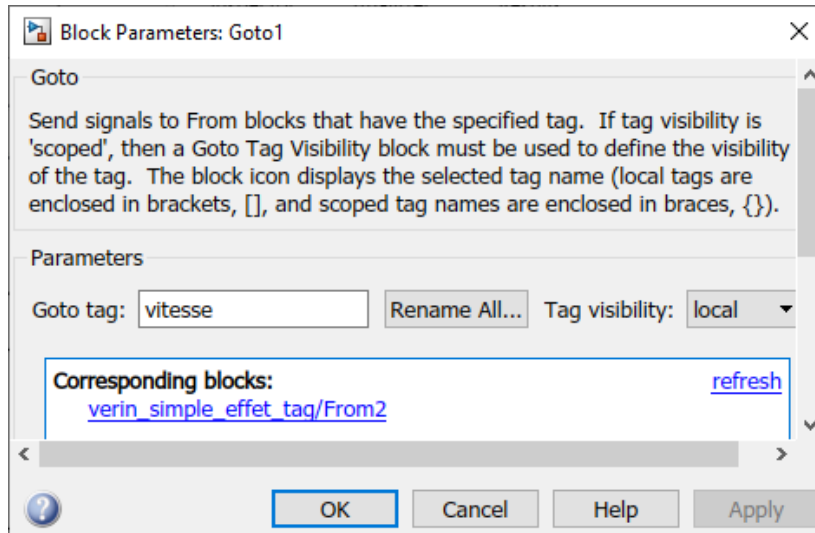 Block Parameters: Goto1
Goto
Send signals to From blocks that have the specified tag. If tag visibility is
'scoped', then a Goto Tag Visibility block must be used to define the visibility
of the tag. The block icon displays the selected tag name (local tags are
enclosed in brackets, [], and scoped tag names are enclosed in braces, {}).
Parameters
Goto tag: vitesse Rename All... Tag visibility: local
Corresponding blocks: refresh
verin_simple_effet_tag/From2
OK Cancel Help Apply